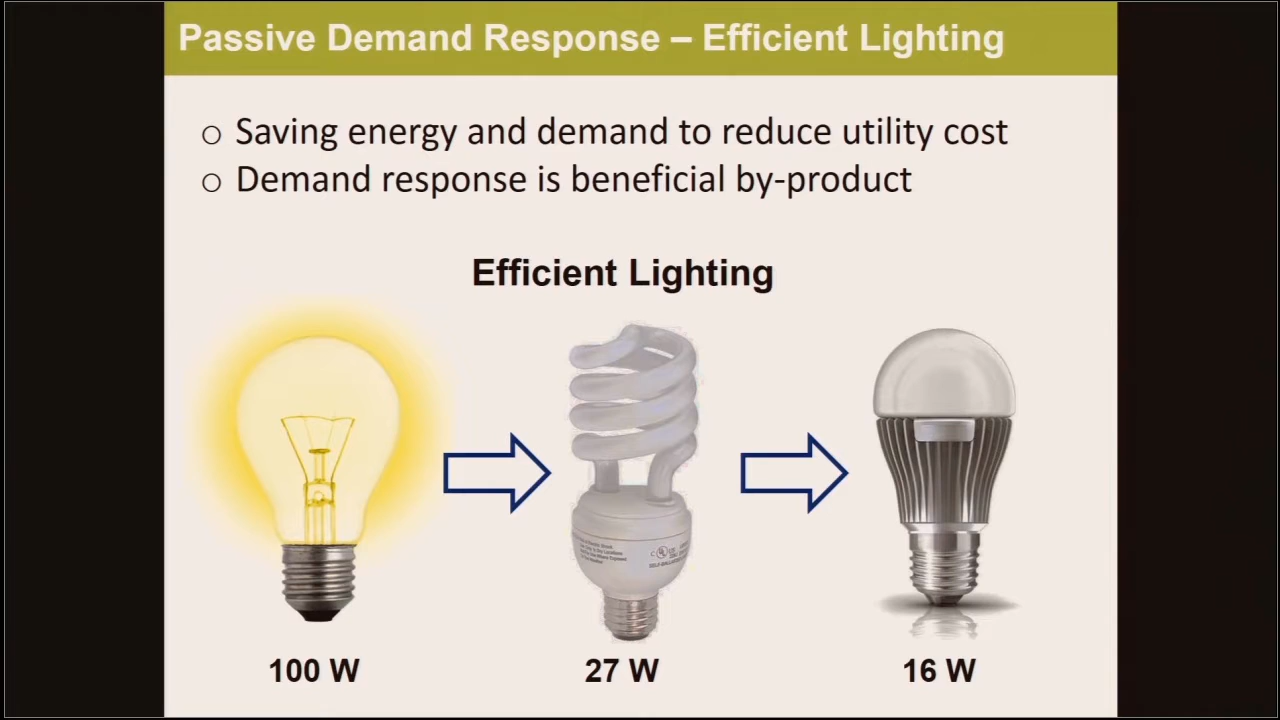 Passive Demand Response – Efficient Lighting
○ Saving energy and demand to reduce utility cost
○ Demand response is beneficial by-product
Efficient Lighting
100 W
27 W
16 W